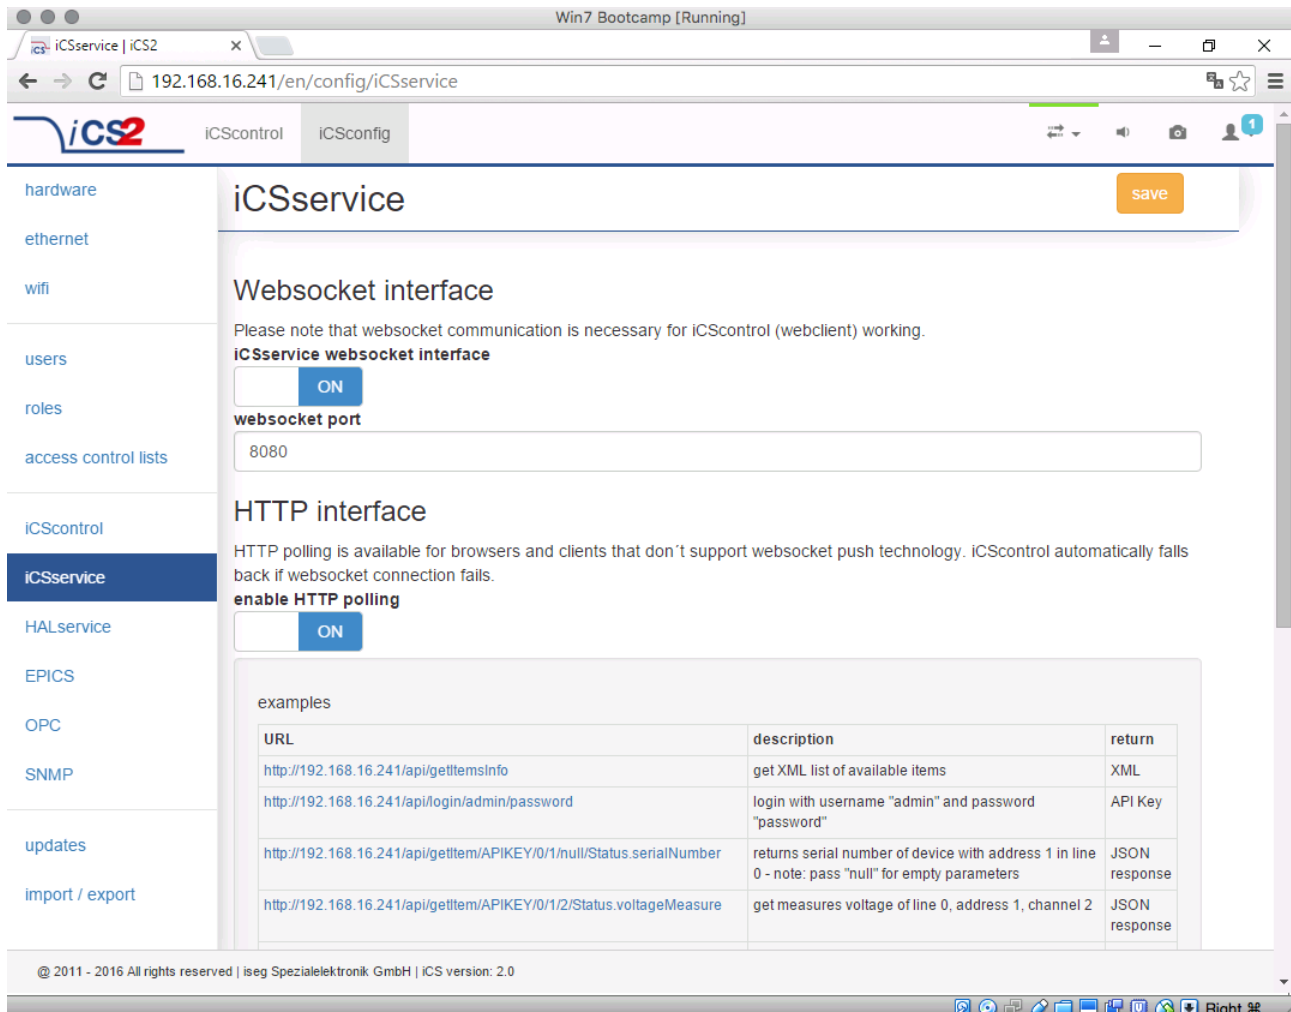 Win7 Bootcamp [Running]
iCSservice | iCS2
192.168.16.241/en/config/iCSservice
iCS2
iCScontrol
iCSconfig
1
hardware
ethernet
wifi
users
roles
access control lists
iCScontrol
iCSservice
HALservice
EPICS
OPC
SNMP
updates
import / export
iCSservice
save
Websocket interface
Please note that websocket communication is necessary for iCScontrol (webclient) working.
iCSservice websocket interface
ON
websocket port
8080
HTTP interface
HTTP polling is available for browsers and clients that don´t support websocket push technology. iCScontrol automatically falls
back if websocket connection fails.
enable HTTP polling
ON
examples
URL description return
http://192.168.16.241/api/getItemsInfo get XML list of available items XML
http://192.168.16.241/api/login/admin/password login with username "admin" and password API Key
"password"
http://192.168.16.241/api/getItem/APIKEY/0/1/null/Status.serialNumber returns serial number of device with address 1 in line JSON
0 - note: pass "null" for empty parameters response
http://192.168.16.241/api/getItem/APIKEY/0/1/2/Status.voltageMeasure get measures voltage of line 0, address 1, channel 2 JSON
response
@ 2011 - 2016 All rights reserved | iseg Spezialelektronik GmbH | iCS version: 2.0
Right ⌘